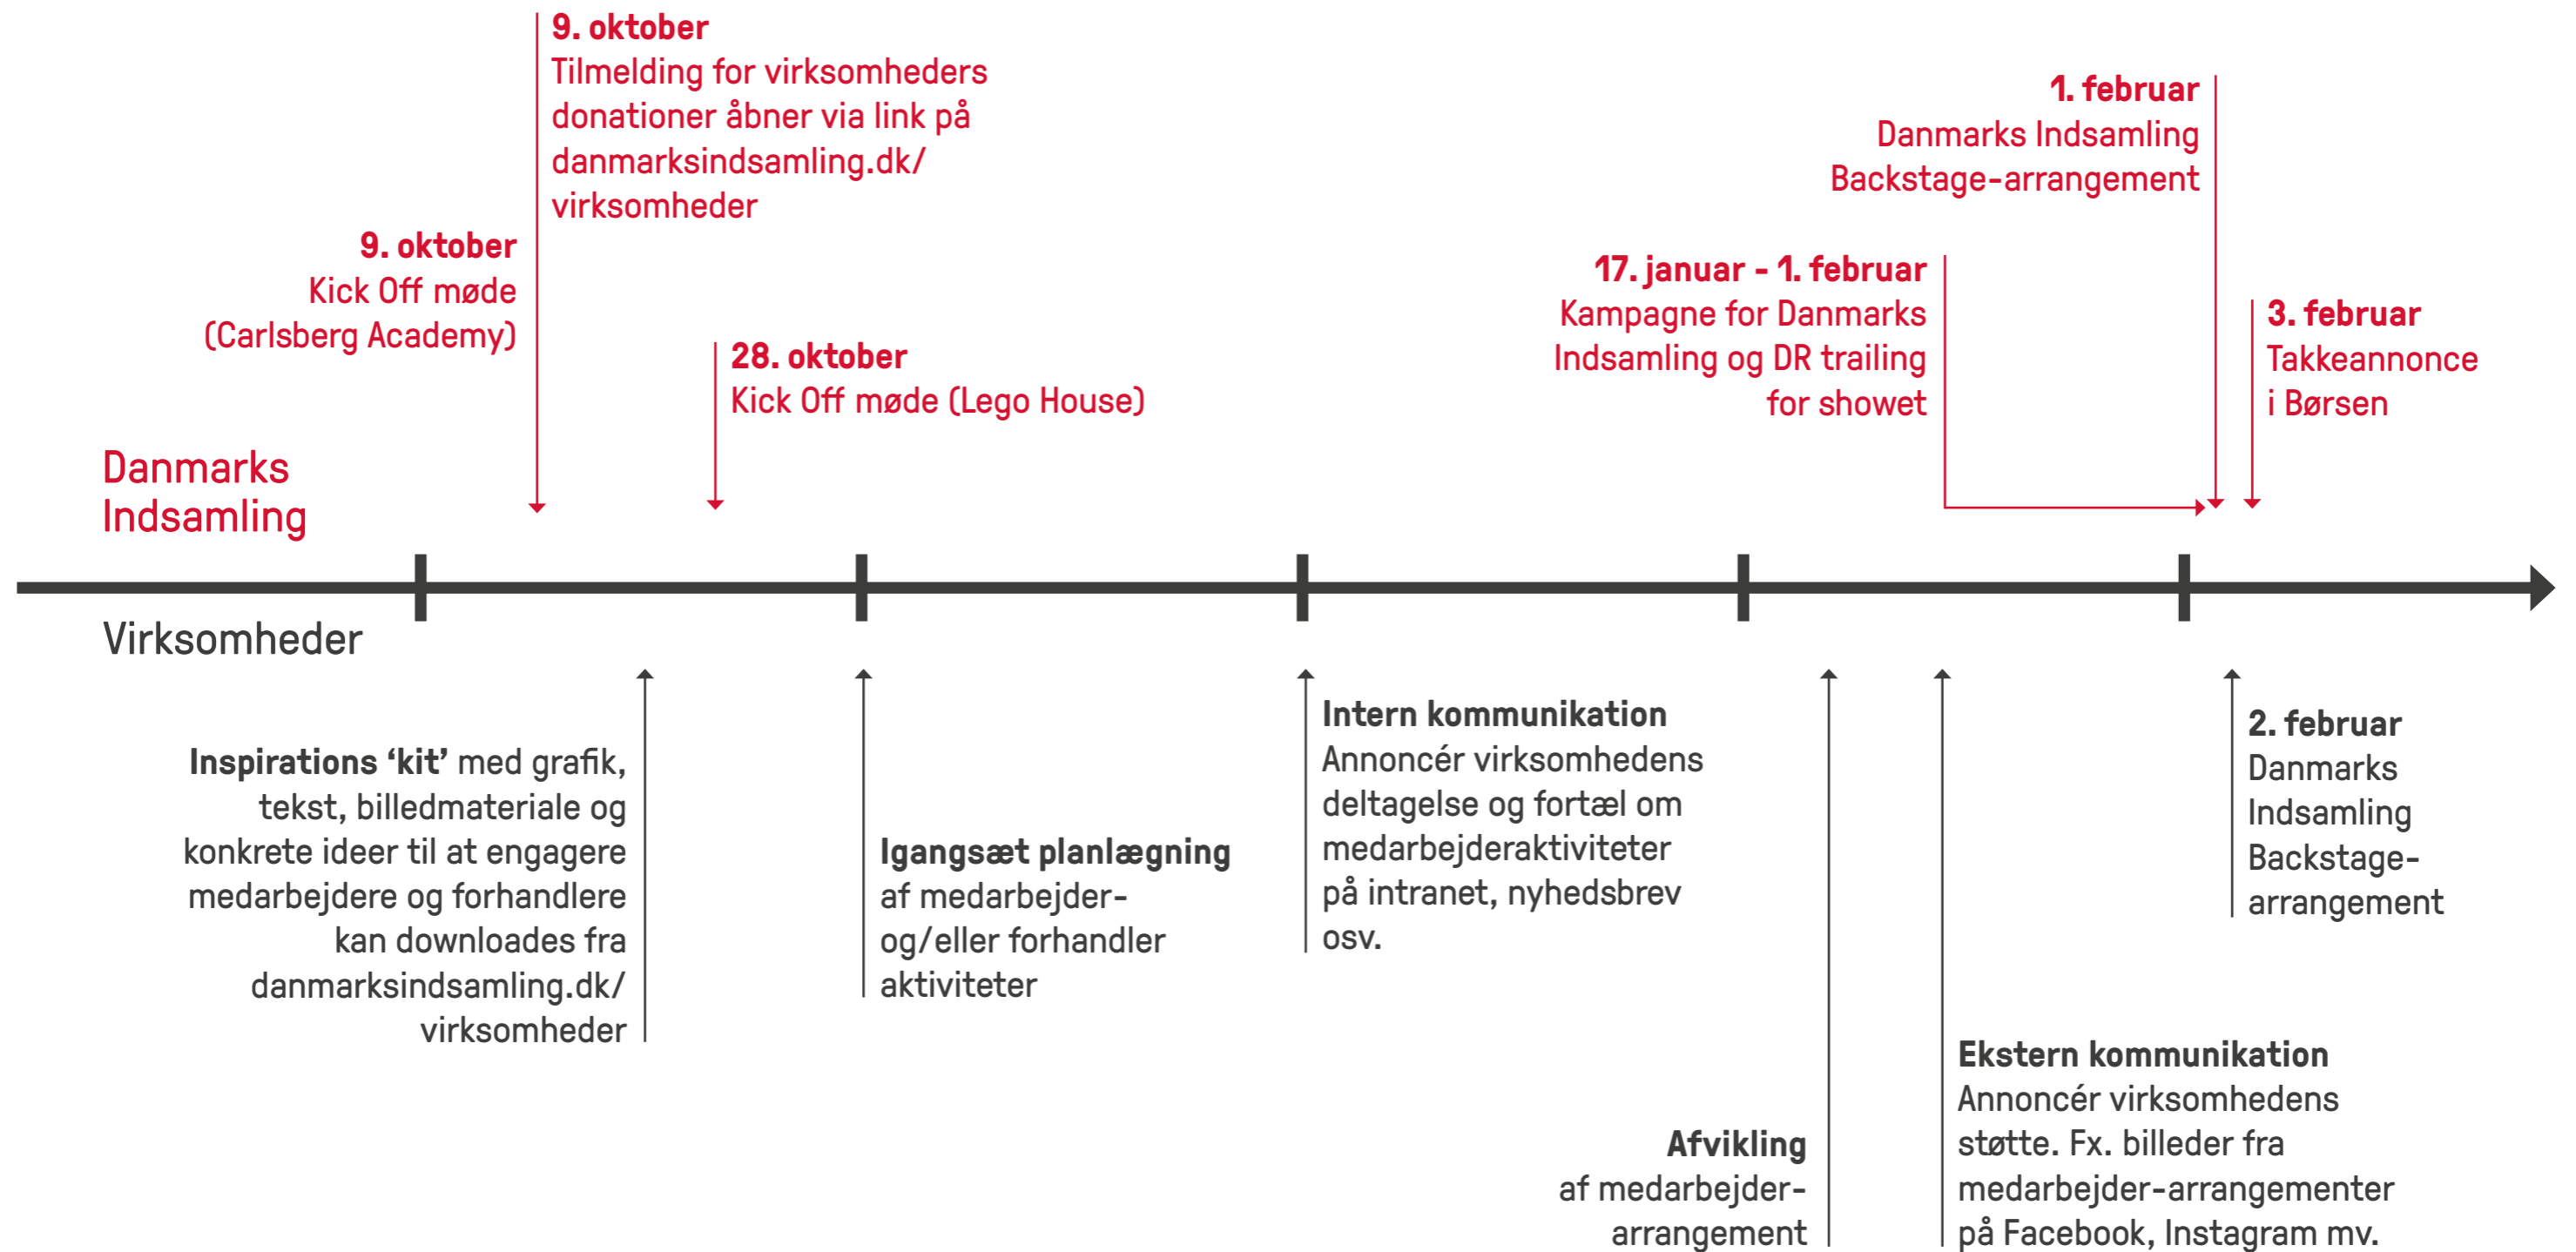 9. oktober
Tilmelding for virksomheders
donationer åbner via link på
danmarksindsamling.dk/
virksomheder
9. oktober
Kick Off møde
(Carlsberg Academy)
28. oktober
Kick Off møde (Lego House)
1. februar
Danmarks Indsamling
Backstage-arrangement
17. januar - 1. februar
Kampagne for Danmarks
Indsamling og DR trailing
for showet
3. februar
Takkeannonce
i Børsen
Danmarks
Indsamling
Virksomheder
Inspirations ‘kit’ med grafik,
tekst, billedmateriale og
konkrete ideer til at engagere
medarbejdere og forhandlere
kan downloades fra
danmarksindsamling.dk/
virksomheder
Igangsæt planlægning
af medarbejder-
og/eller forhandler
aktiviteter
Intern kommunikation
Annoncér virksomhedens
deltagelse og fortæl om
medarbejderaktiviteter
på intranet, nyhedsbrev
osv.
Afvikling
af medarbejder-
arrangement
Ekstern kommunikation
Annoncér virksomhedens
støtte. Fx. billeder fra
medarbejder-arrangementer
på Facebook, Instagram mv.
2. februar
Danmarks
Indsamling
Backstage-
arrangement